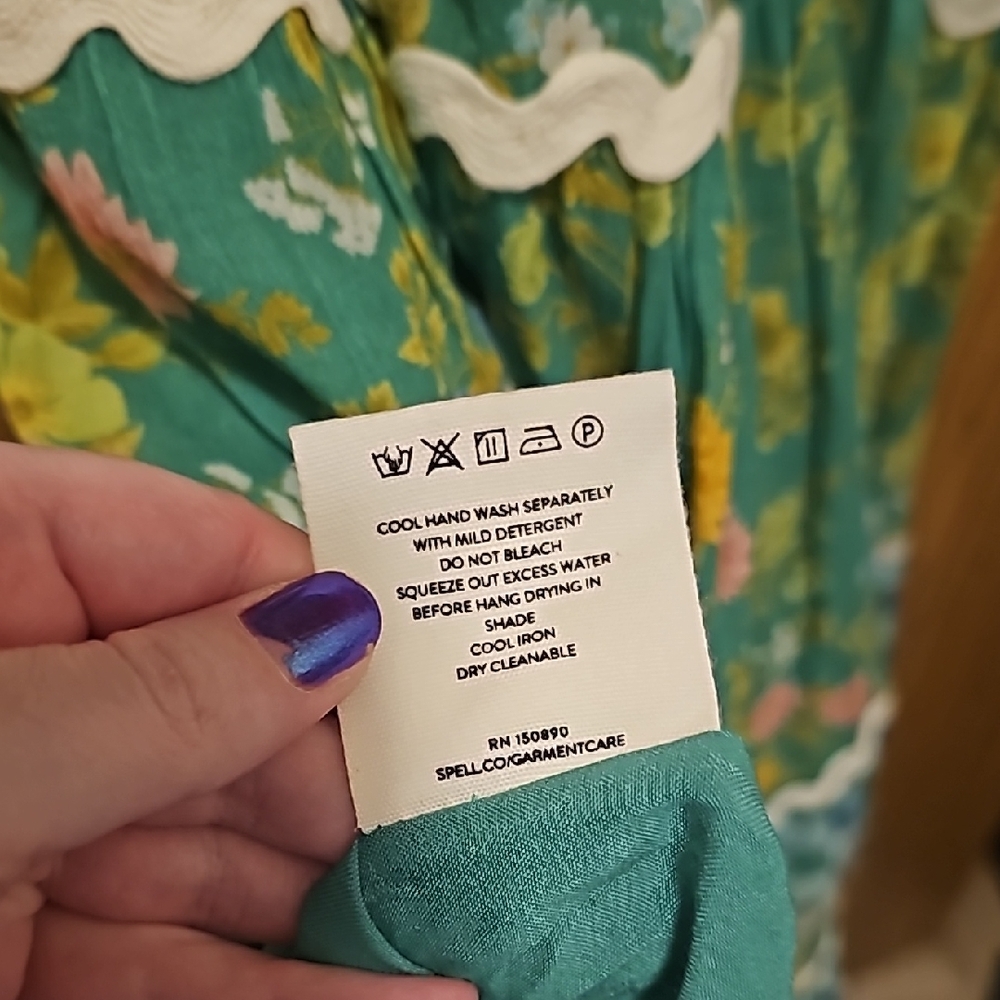 P
COOL HAND WASH SEPARATELY
WITH MILD DETERGENT
DO NOT BLEACH
SQUEEZE OUT EXCESS WATER
BEFORE HANG DRYING IN
SHADE
COOL IRON
DRY CLEANABLE
RN 150890
SPELL.CO/GARMENTCARE